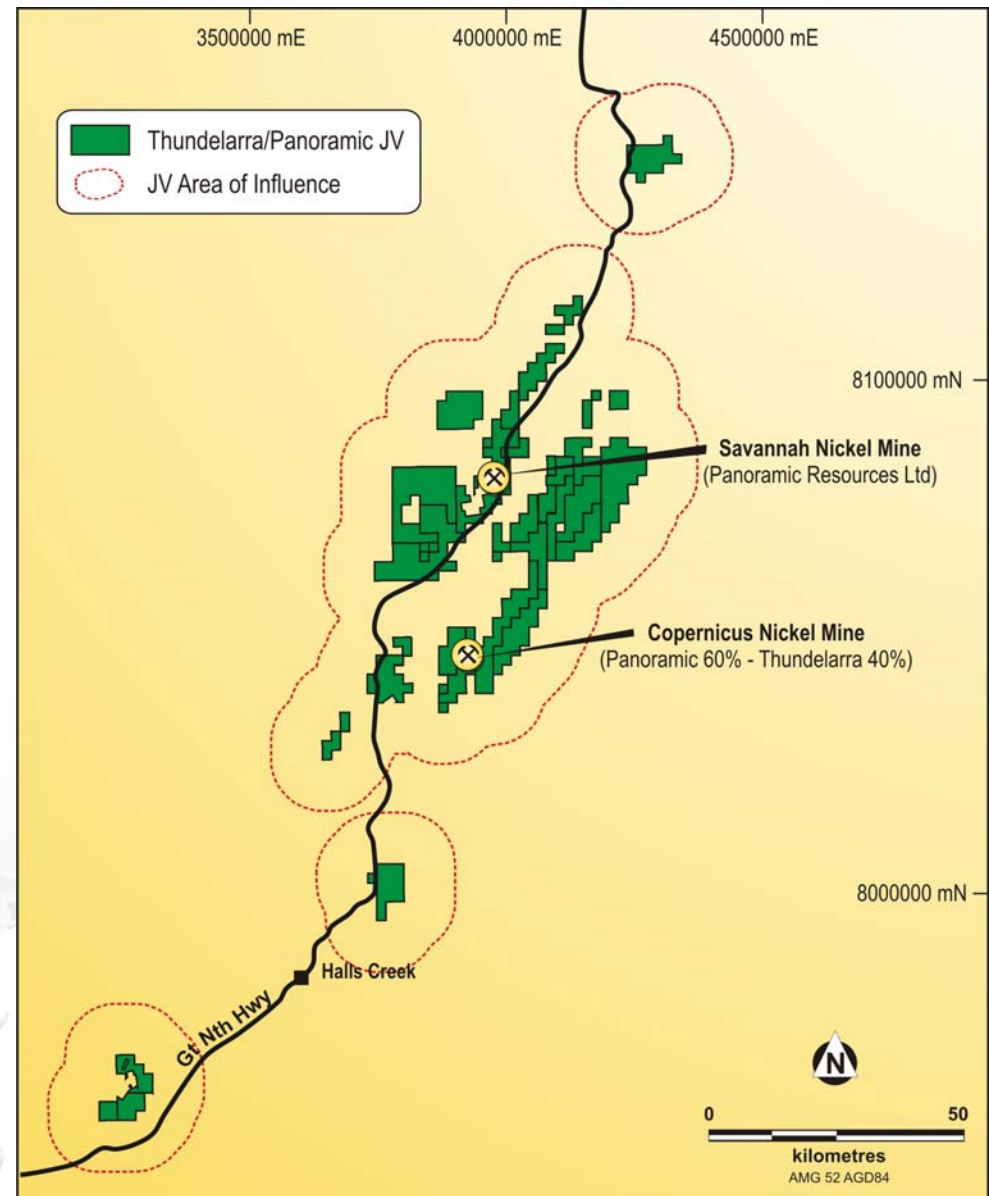 3500000 mE
4000000 mE
4500000 mE
Thundelarra/Panoramic JV
JV Area of Influence
8100000 mN
Savannah Nickel Mine
(Panoramic Resources Ltd)
Copernicus Nickel Mine
(Panoramic 60% - Thundelarra 40%)
8000000 mN
Halls Creek
Gt Nth Hwy
N
0 50
kilometres
AMG 52 AGD84